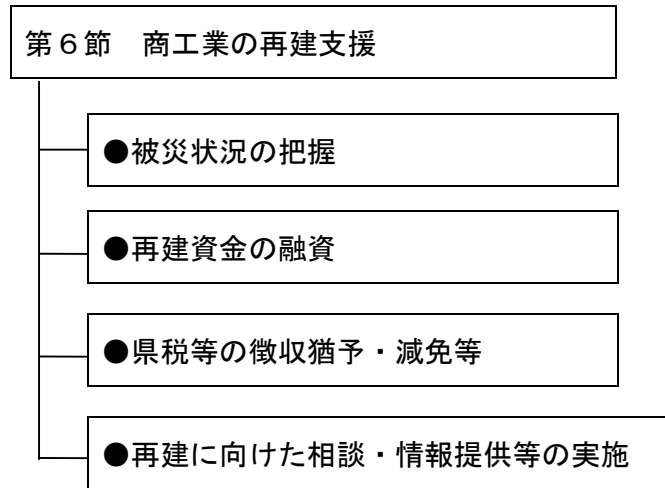 第６節　商工業の再建支援
●被災状況の把握
●再建資金の融資
●県税等の徴収猶予・減免等
●再建に向けた相談・情報提供等の実施